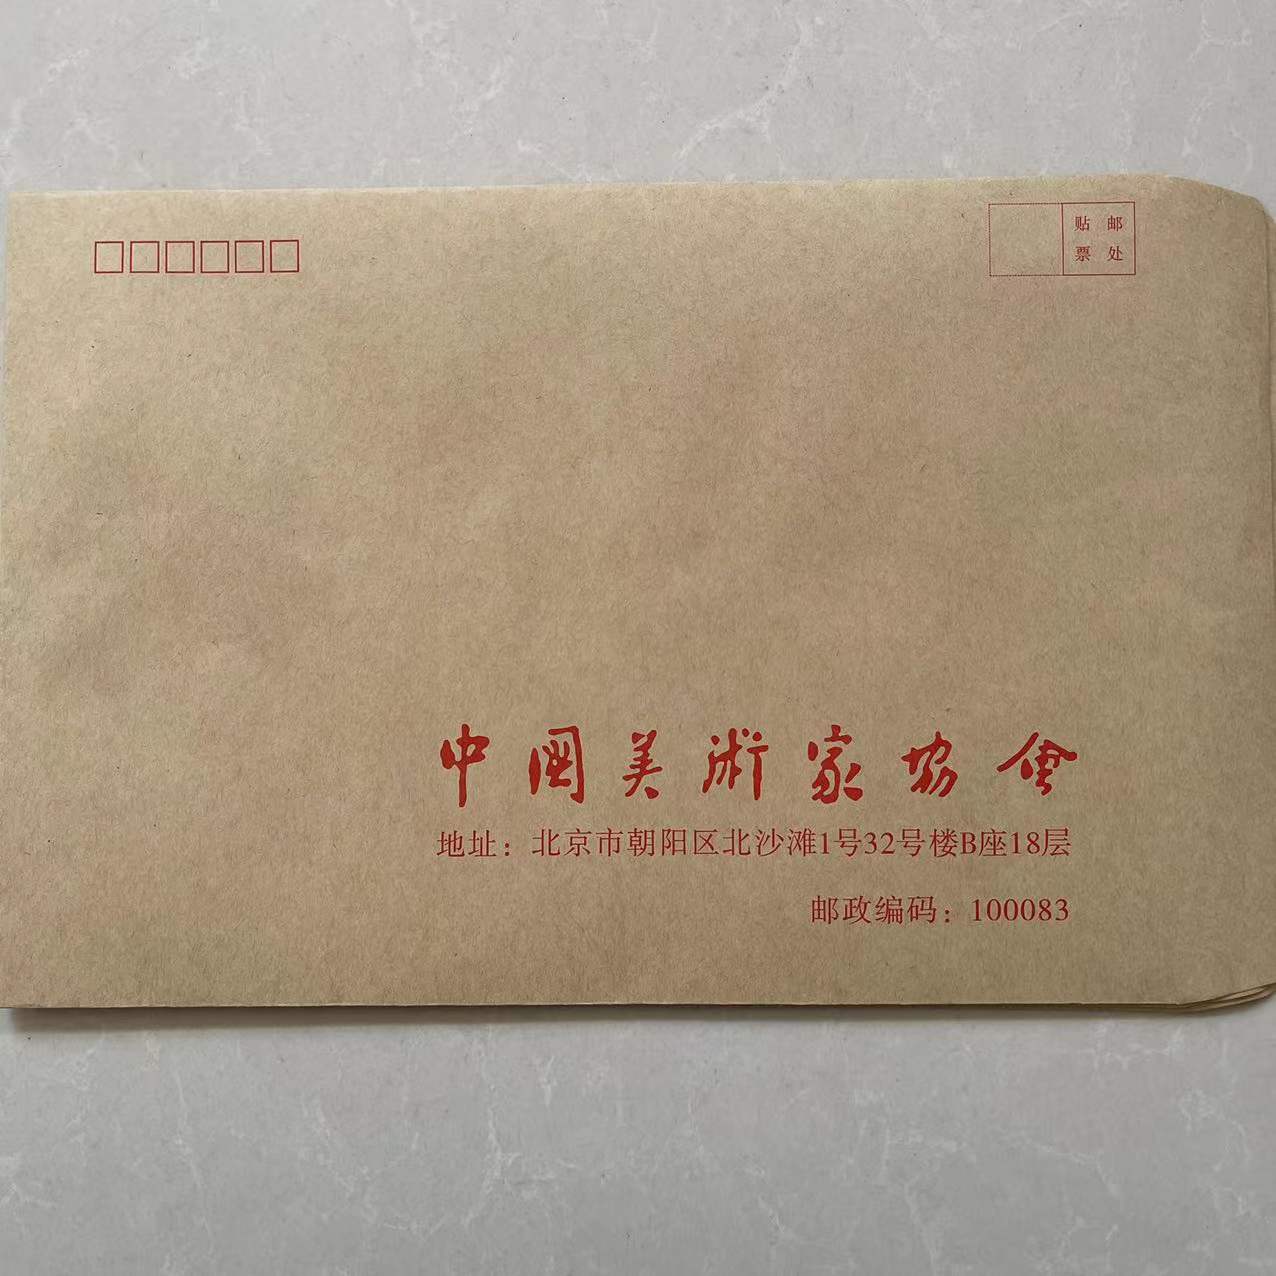 贴 邮
票 处
中国美術家协会
地址：北京市朝阳区北沙滩1号32号楼B座18层
邮政编码：100083